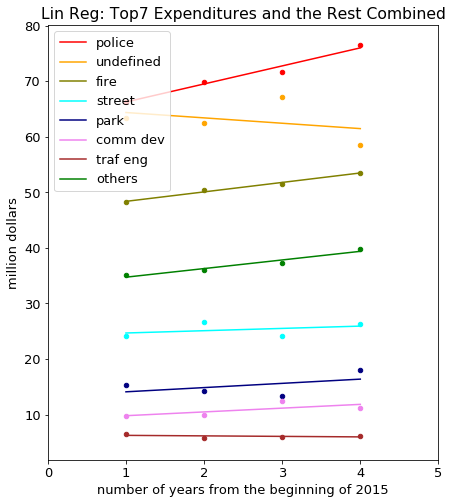 Lin Reg: Top7 Expenditures and the Rest Combined
80
70
60
50
40
30
20
10
million dollars
police
undefined
fire
street
park
comm dev
traf eng
others
0 1 2 3 4 5
number of years from the beginning of 2015